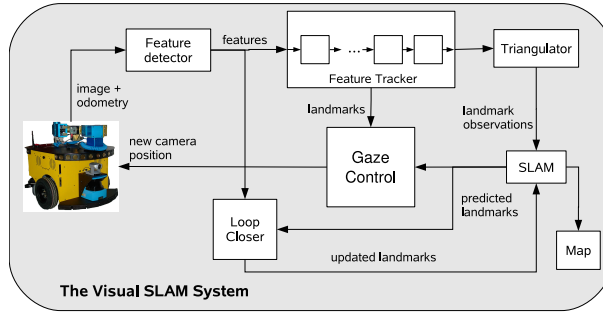 Feature
detector
features
...
Feature Tracker
Triangulator
image +
odometry
landmarks
landmark
observations
new camera
position
Gaze
Control
SLAM
predicted
landmarks
Loop
Closer
Map
updated landmarks
The Visual SLAM System